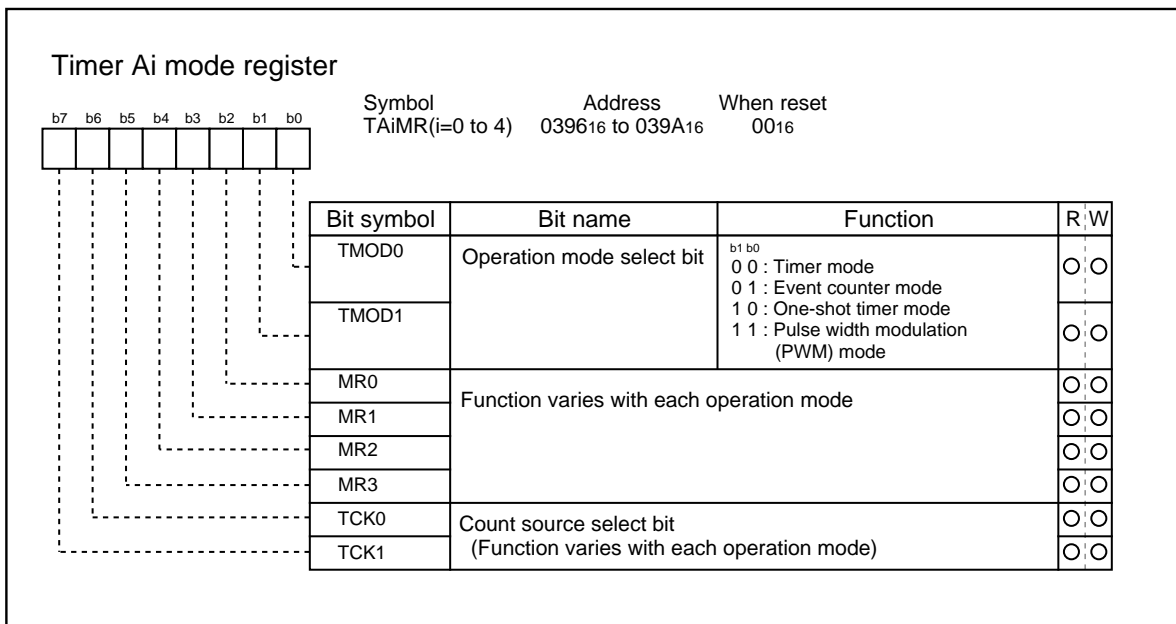 Timer Ai mode register
Symbol Address When reset
TAiMR(i=0 to 4) 039616 to 039A16 0016
b7 b6 b5 b4 b3 b2 b1 b0
Bit symbol Bit name Function R W
TMOD0 Operation mode select bit b1 b0
0 0 : Timer mode
0 1 : Event counter mode
TMOD1 1 0 : One-shot timer mode
1 1 : Pulse width modulation
(PWM) mode
MR0 Function varies with each operation mode
MR1
MR2
MR3
TCK0 Count source select bit
TCK1 (Function varies with each operation mode)